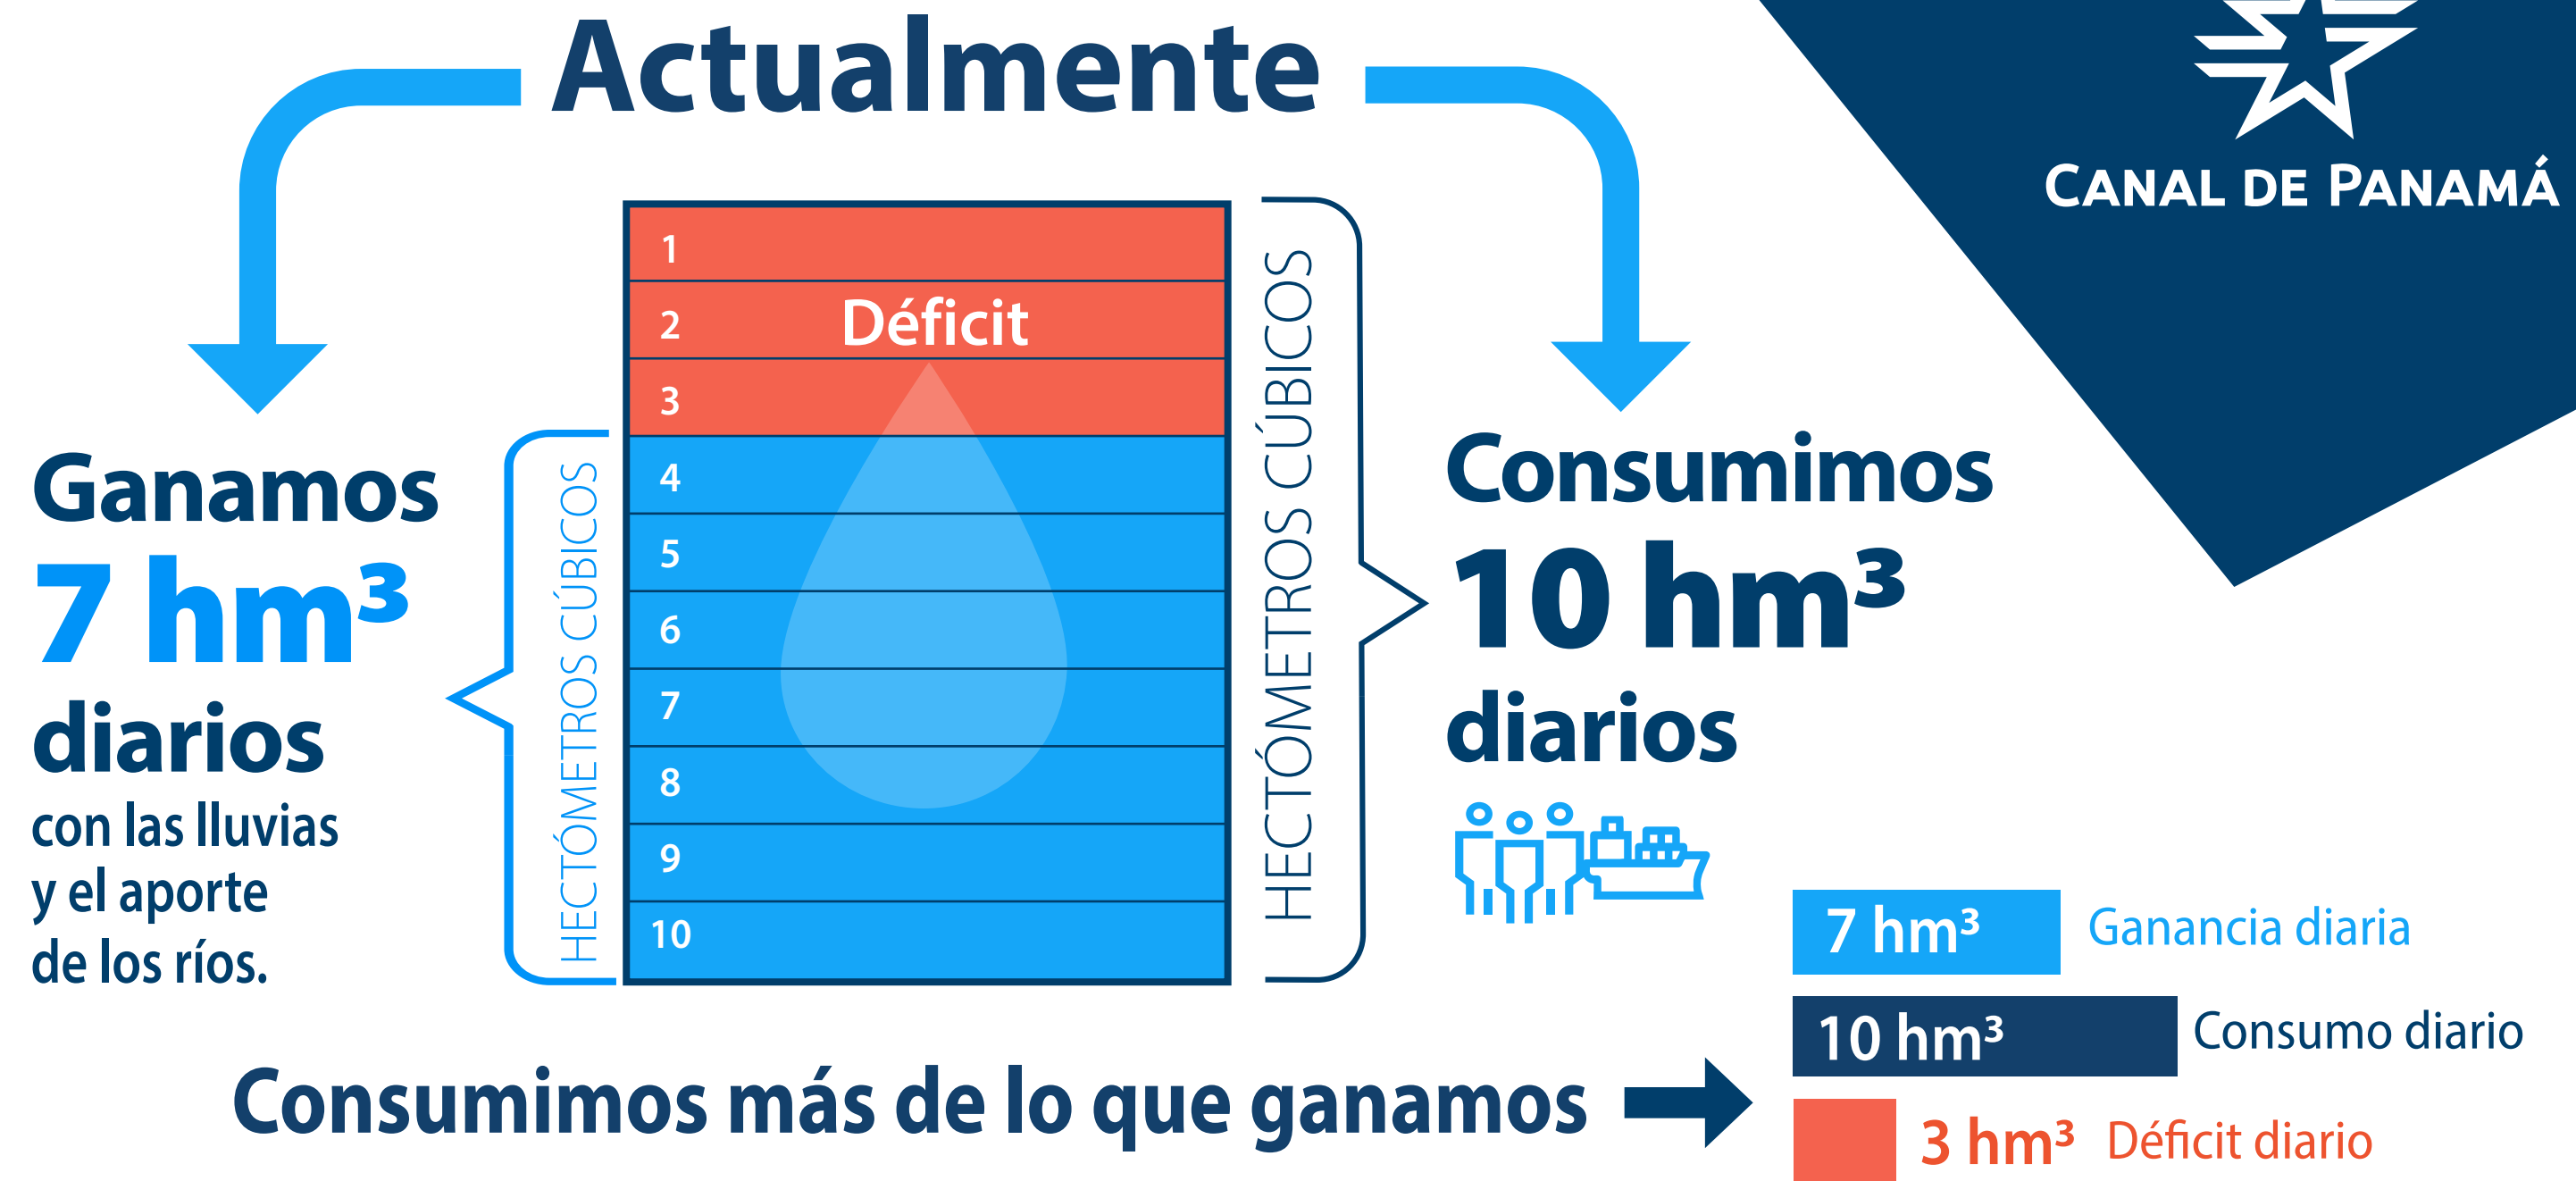 Actualmente
CANAL DE PANAMÁ
Ganamos
7 hm³
diarios
con las lluvias
y el aporte
de los ríos.
HECTÓMETROS CÚBICOS
1
2
Déficit
3
4
5
6
7
8
9
10
HECTÓMETROS CÚBICOS
Consumimos
10 hm³
diarios
7 hm³ Ganancia diaria
10 hm³ Consumo diario
3 hm³ Déficit diario
Consumimos más de lo que ganamos